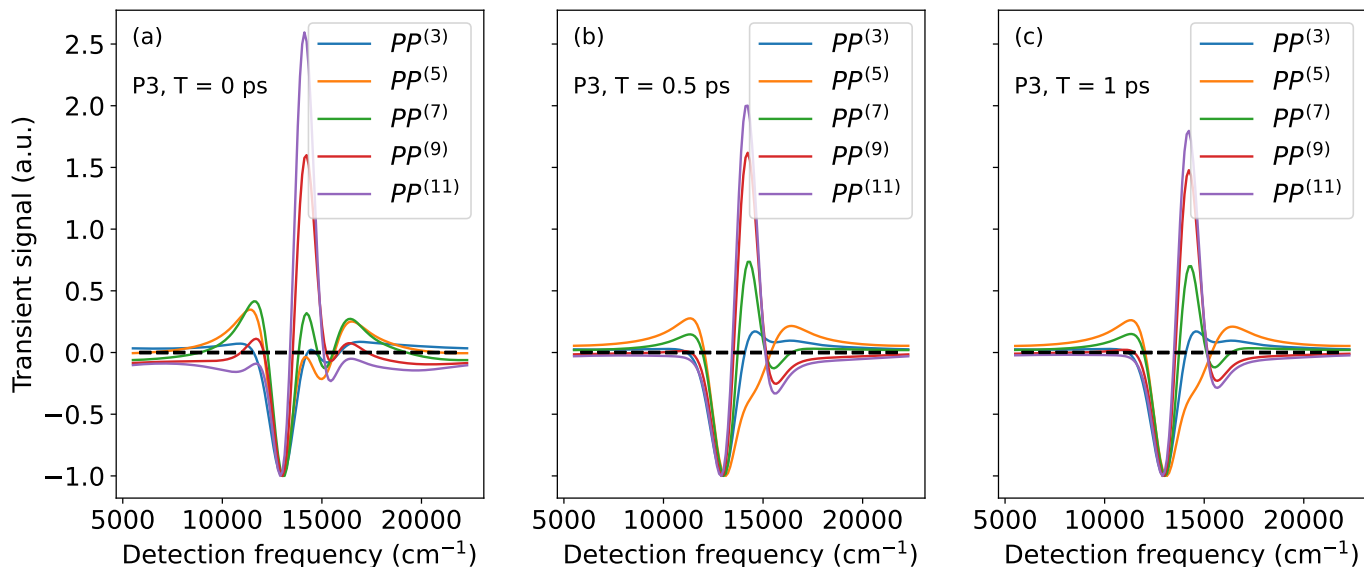 Transient signal (a.u.)
2.5
2.0
1.5
1.0
0.5
0.0
−0.5
−1.0
(a)
P3, T = 0 ps
PP(3)
PP(5)
PP(7)
PP(9)
PP(11)
5000 10000 15000 20000
Detection frequency (cm−1)
(b)
P3, T = 0.5 ps
PP(3)
PP(5)
PP(7)
PP(9)
PP(11)
5000 10000 15000 20000
Detection frequency (cm−1)
(c)
P3, T = 1 ps
PP(3)
PP(5)
PP(7)
PP(9)
PP(11)
5000 10000 15000 20000
Detection frequency (cm−1)